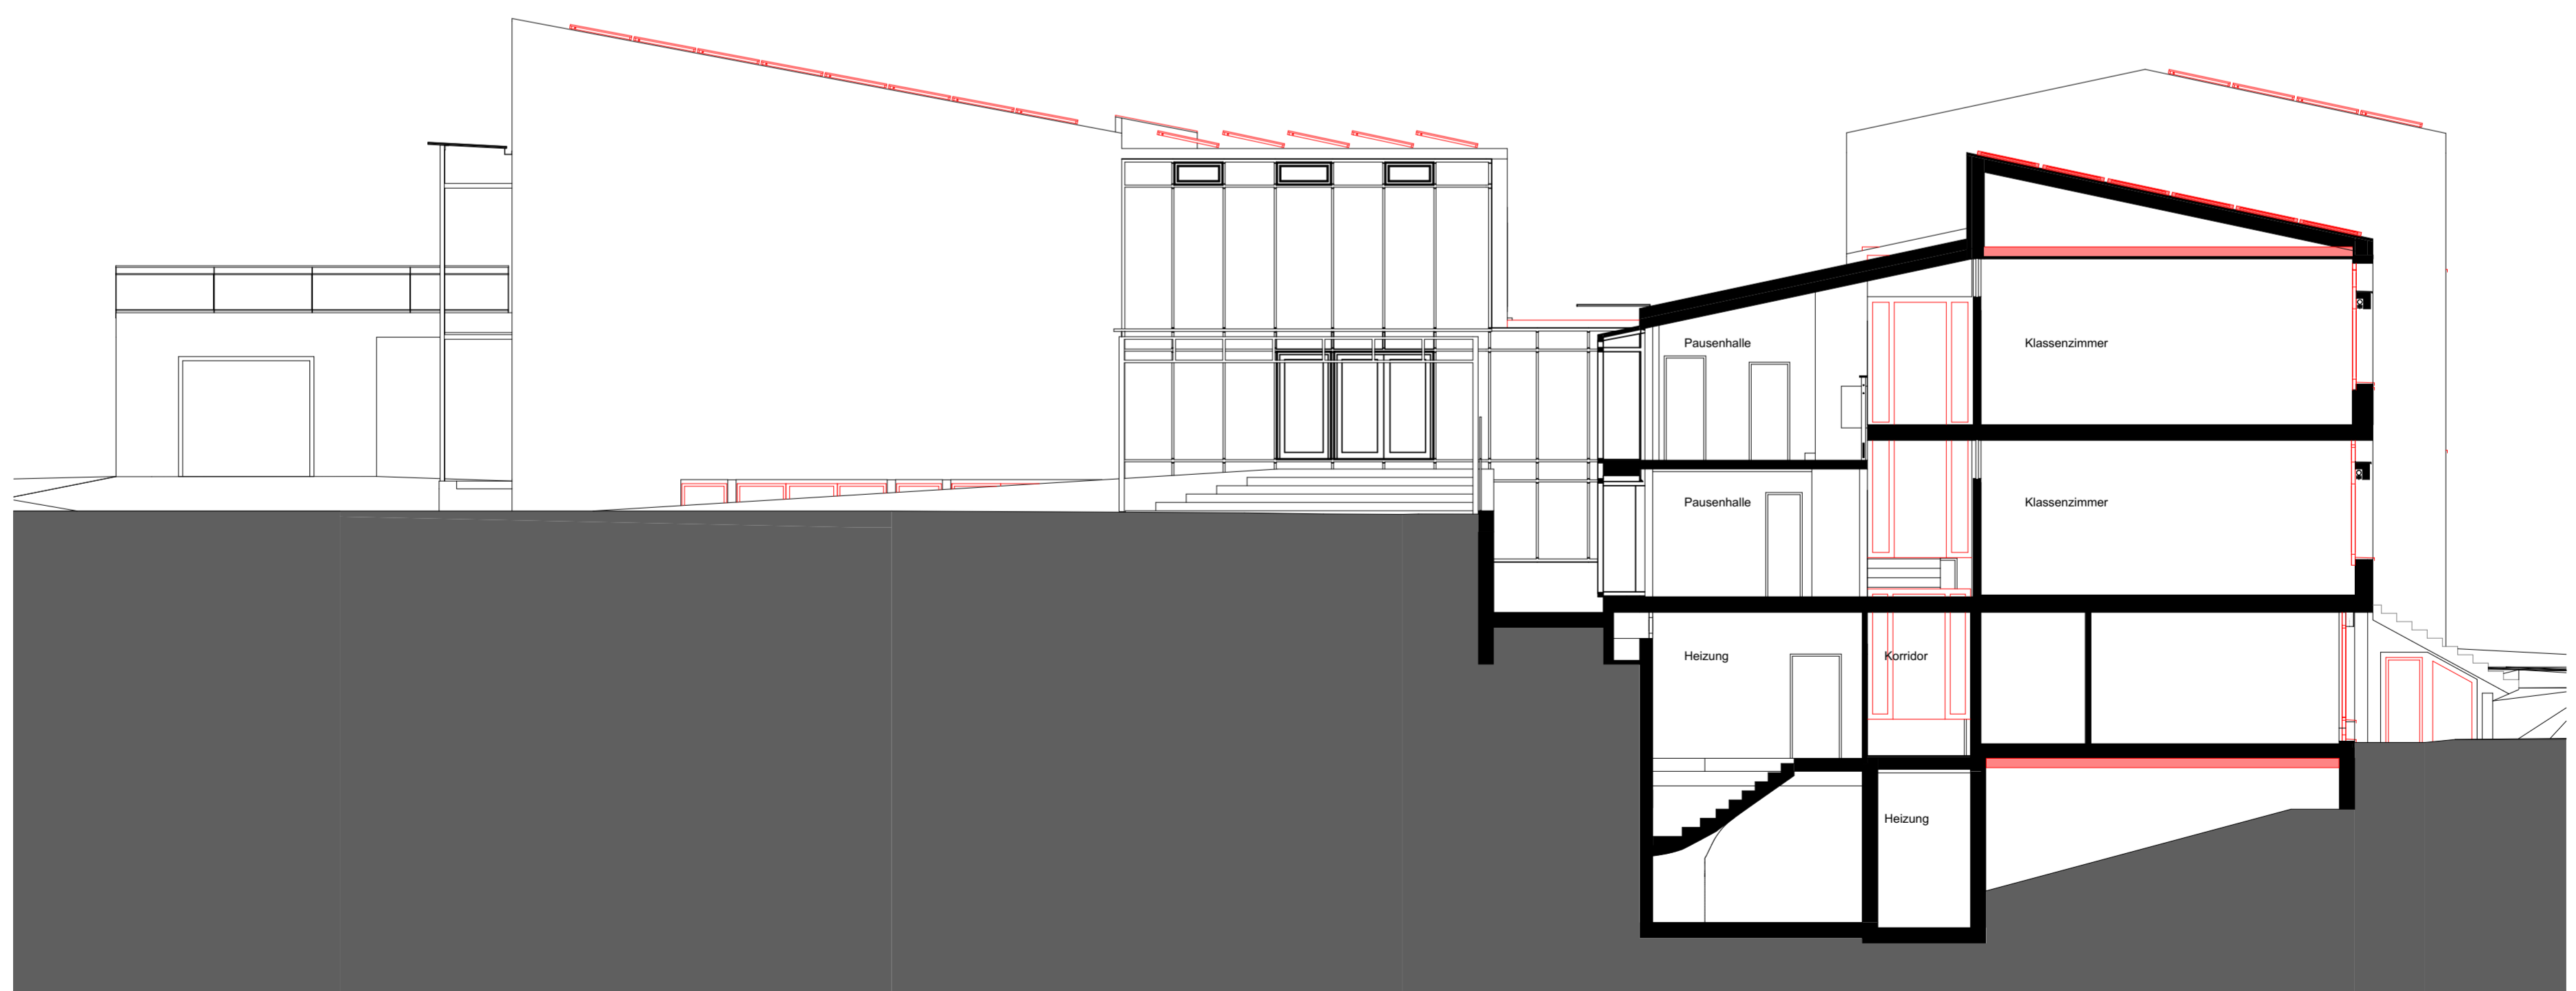 Pausenhalle
Klassenzimmer
Pausenhalle
Klassenzimmer
Heizung
Korridor
Heizung